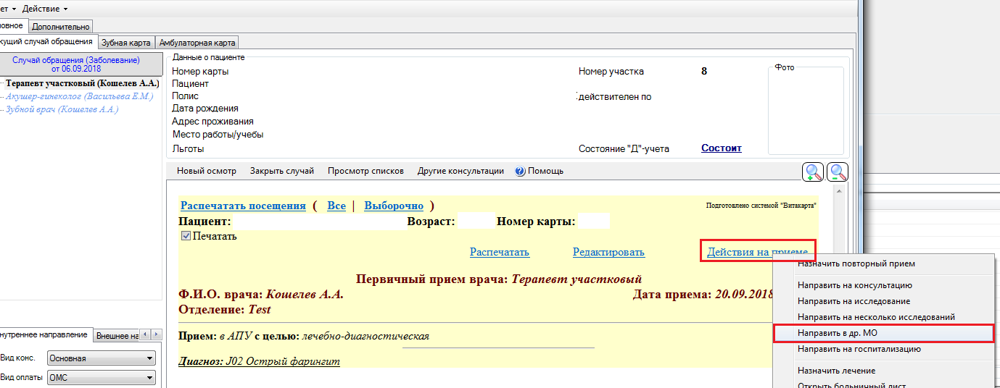 ет Действие
овное Дополнительно
кущий случай обращения Зубная карта Амбулаторная карта
Случай обращения (Заболевание)
от 06.09.2018
Терапевт участковый (Кошелев А.А.)
Акушер-гинеколог (Васильева Е.М.)
Зубной врач (Кошелев А.А.)
Данные о пациенте
Номер карты Номер участка 8 Фото
Пациент
Полис действителен по
Дата рождения
Адрес проживания
Место работы/учебы
Льготы Состояние "Д"-учета Состоит
Новый осмотр Закрыть случай Просмотр списков Другие консультации Помощь
Распечатать посещения ( Все | Выборочно ) Подготовлено системой "Витакарта"
Пациент: Возраст: Номер карты:
Печатать
Распечатать Редактировать Действия на приеме
Первичный прием врача: Терапевт участковый
Ф.И.О. врача: Кошелев А.А. Дата приема: 20.09.2018
Отделение: Test
Прием: в АПУ с целью: лечебно-диагностическая
Диагноз: J02 Острый фарингит
Назначить повторный прием
Направить на консультацию
Направить на исследование
Направить на несколько исследований
Направить в др. МО
Направить на госпитализацию
Назначить лечение
Открыть больничный лист
нутреннее направление Внешнее на
Вид конс. Основная
Вид оплаты ОМС